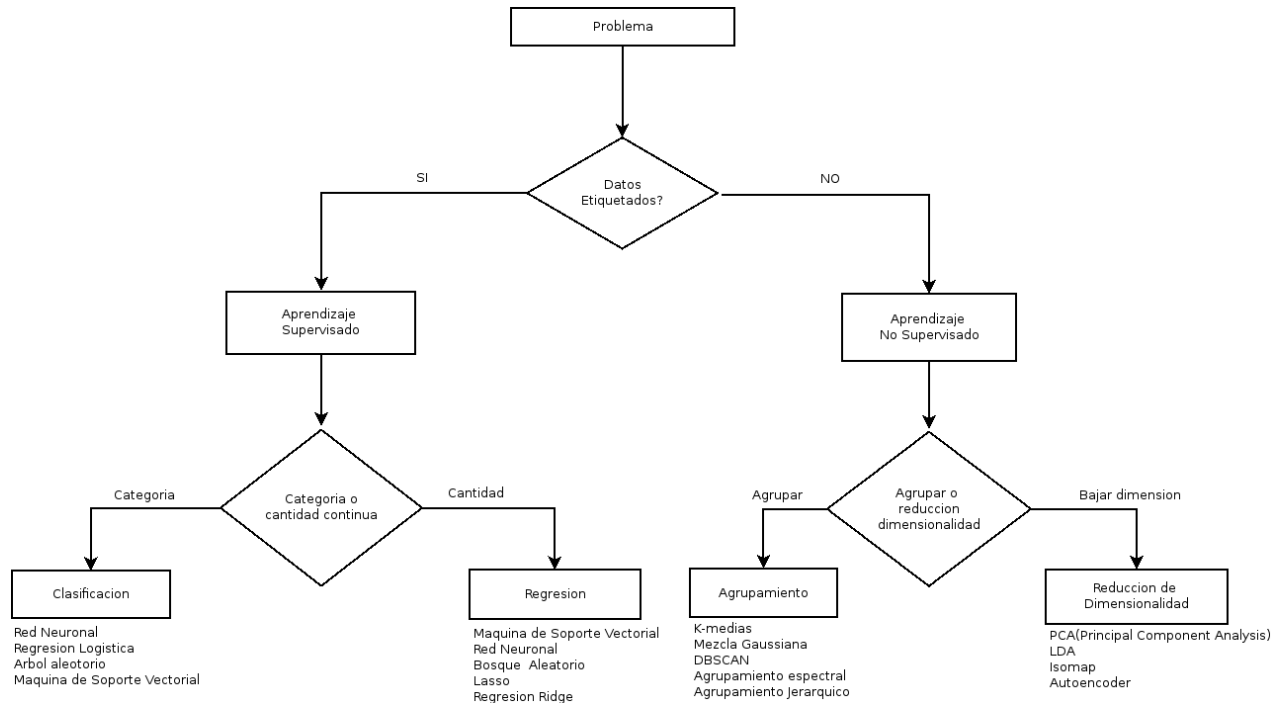 Problema
Datos
Etiquetados?
SI
NO
Aprendizaje
Supervisado
Aprendizaje
No Supervisado
Categoria o
cantidad continua
Categoria
Cantidad
Agrupar o
reduccion
dimensionalidad
Agrupar
Bajar dimension
Clasificacion
Red Neuronal
Regresion Logistica
Arbol aleotorio
Maquina de Soporte Vectorial
Regresion
Maquina de Soporte Vectorial
Red Neuronal
Bosque Aleatorio
Lasso
Regresion Ridge
Agrupamiento
K-medias
Mezcla Gaussiana
DBSCAN
Agrupamiento espectral
Agrupamiento Jerarquico
Reduccion de
Dimensionalidad
PCA(Principal Component Analysis)
LDA
Isomap
Autoencoder